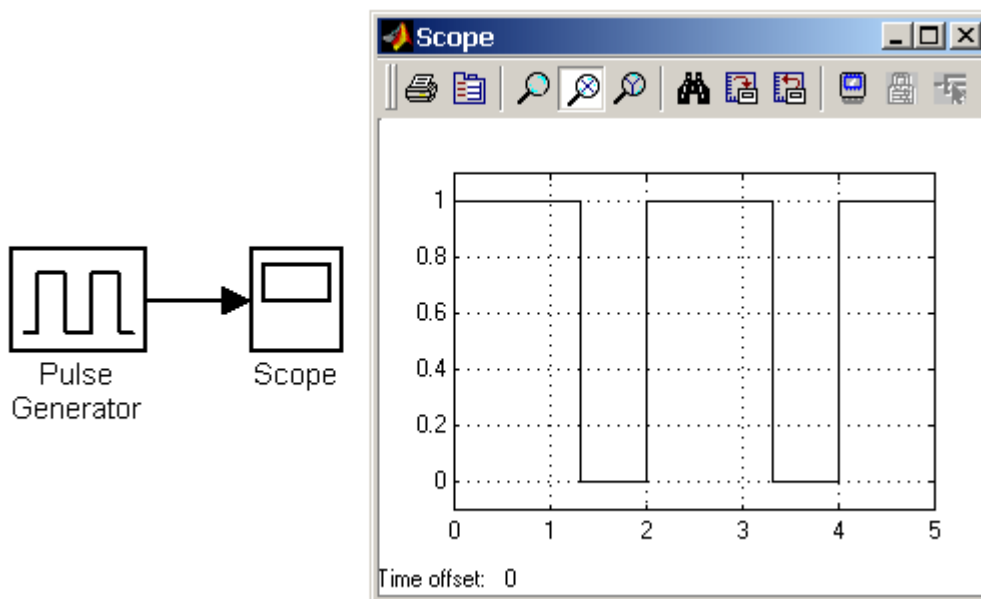 Scope
1
0.8
0.6
0.4
0.2
0
0 1 2 3 4 5
Time offset: 0
Pulse
Generator
Scope